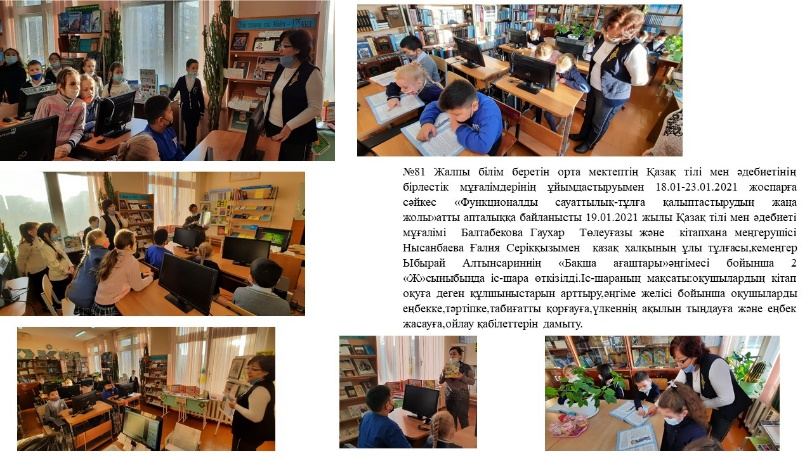 №81 Жалпы білім беретін орта мектептің Қазақ тілі мен әдебиетінің
бірлестік мұғалімдерінің ұйымдастыруымен 18.01-23.01.2021 жоспарға
сәйкес «Функционалды сауаттылық-тұлға қалыптастырудын жаңа
жолы»атты апталыққа байланысты 19.01.2021 жылы Қазақ тілі мен әдебиеті
мұғалімі Балтабекова Гаухар Төлеуғазы және кітапхана меңгерушісі
Нысанбаева Ғалия Серікқызымен қазақ халқынын ұлы тұлғасы,кемеңгер
Ыбырай Алтынсариннің «Бақша ағаштары»әнгімесі бойынша 2
«Ж»сыныбында іс-шара өткізілді.Іс-шараның мақсаты:оқушылардың кітап
оқуға деген құлшыныстарын арттыру,әңгіме желісі бойынша оқушыларды
еңбекке,тәртіпке,табиғатты қорғауға,үлкеннің ақылын тыңдауға және еңбек
жасауға,ойлау қабілеттерін дамыту.